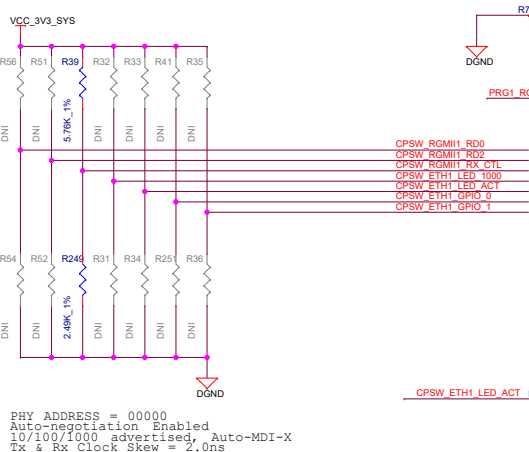 VCC_3V3_SYS
R7
R56 R51 R39 R32 R33 R41 R35
DGND
5.76K_1%
PRG1_RG
DNI DNI DNI DNI DNI DNI
CPSW_RGMII1_RD0
CPSW_RGMII1_RD2
CPSW_RGMII1_RX_CTL
CPSW_ETH1_LED_1000
CPSW_ETH1_LED_ACT
CPSW_ETH1_GPIO_0
CPSW_ETH1_GPIO_1
R54 R52 R249 R31 R34 R251 R36
2.49K_1%
DNI DNI DNI DNI DNI DNI
DGND
CPSW_ETH1_LED_ACT
PHY ADDRESS = 00000
Auto-negotiation Enabled
10/100/1000 advertised, Auto-MDI-X
Tx & Rx Clock Skew = 2.0ns